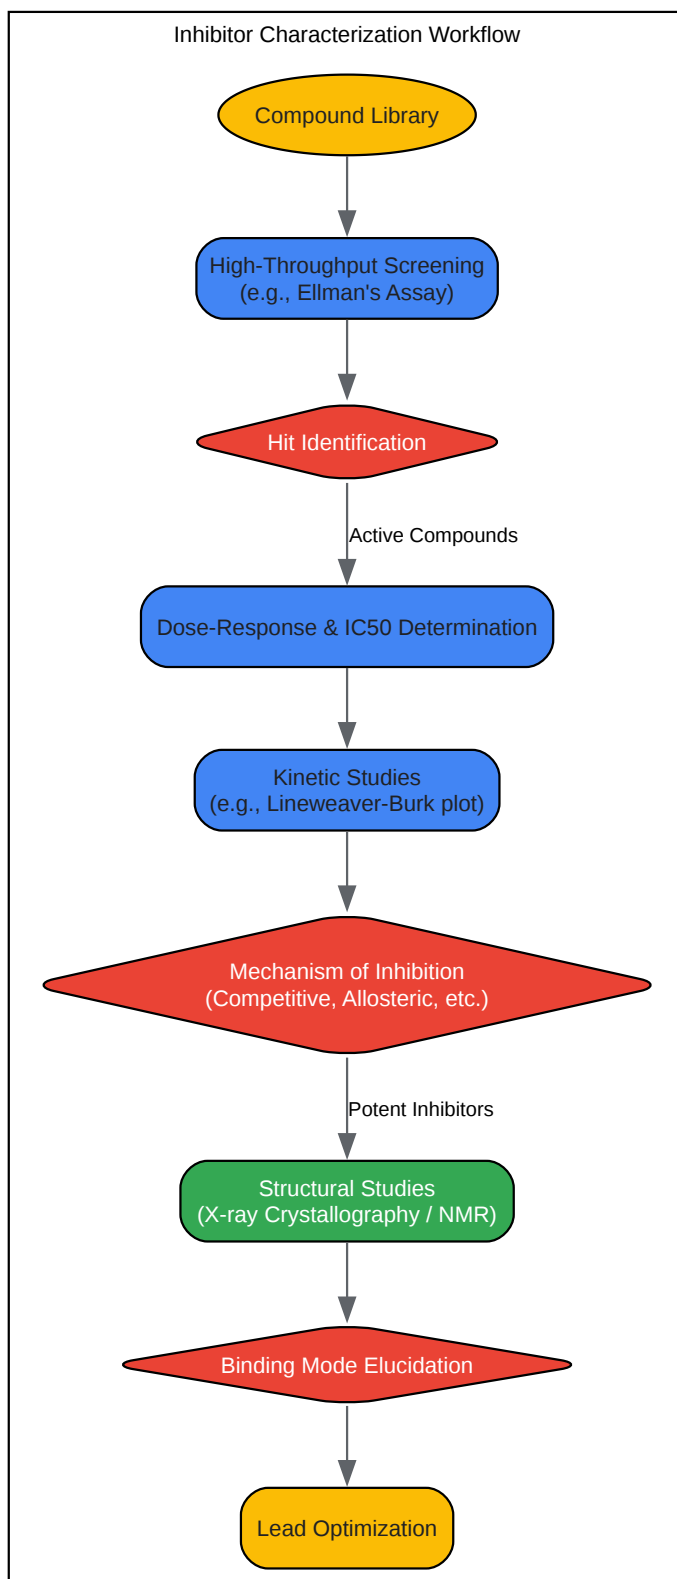 Inhibitor Characterization Workflow
Compound Library
High-Throughput Screening
(e.g., Ellman's Assay)
Hit Identification
Active Compounds
Dose-Response & IC50 Determination
Kinetic Studies
(e.g., Lineweaver-Burk plot)
Mechanism of Inhibition
(Competitive, Allosteric, etc.)
Potent Inhibitors
Structural Studies
(X-ray Crystallography / NMR)
Binding Mode Elucidation
Lead Optimization